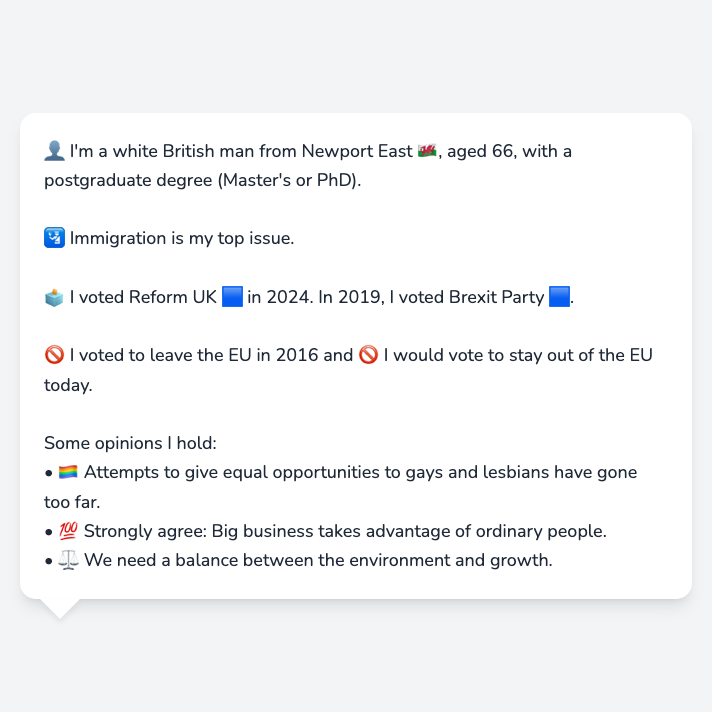 👤 I'm a white British man from Newport East 🏴󠁧󠁢󠁷󠁬󠁳󠁿, aged 66, with a
postgraduate degree (Master's or PhD).
🛂 Immigration is my top issue.
🗳️ I voted Reform UK 🟦 in 2024. In 2019, I voted Brexit Party 🟦.
🚫 I voted to leave the EU in 2016 and 🚫 I would vote to stay out of the EU
today.
Some opinions I hold:
• 🏳️‍🌈 Attempts to give equal opportunities to gays and lesbians have gone
too far.
• 💯 Strongly agree: Big business takes advantage of ordinary people.
• ⚖️ We need a balance between the environment and growth.